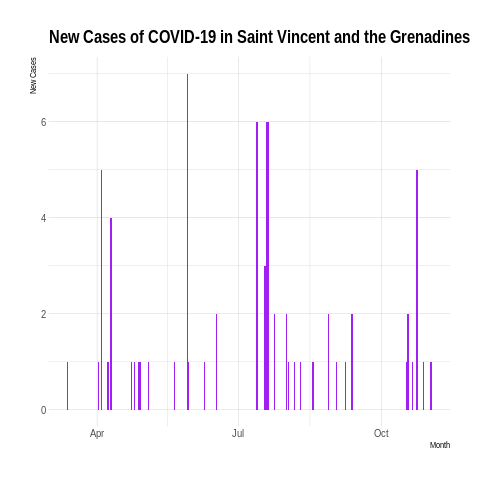 New Cases of COVID-19 in Saint Vincent and the Grenadines
New Cases
6
4
2
0
Apr
Jul
Oct
Month